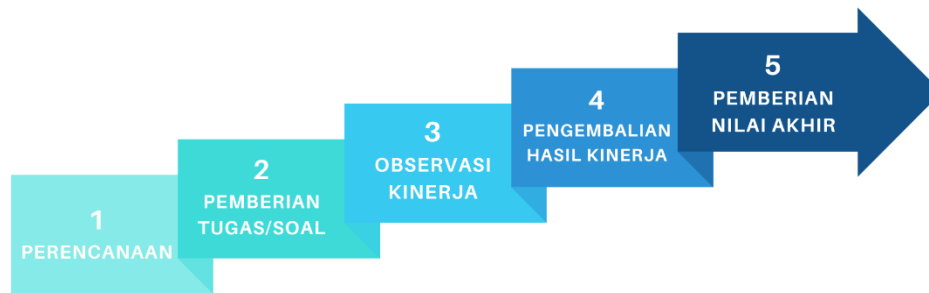 1
PERENCANAAN
2
PEMBERIAN
TUGAS/SOAL
3
OBSERVASI
KINERJA
4
PENGEMBALIAN
HASIL KINERJA
5
PEMBERIAN
NILAI AKHIR